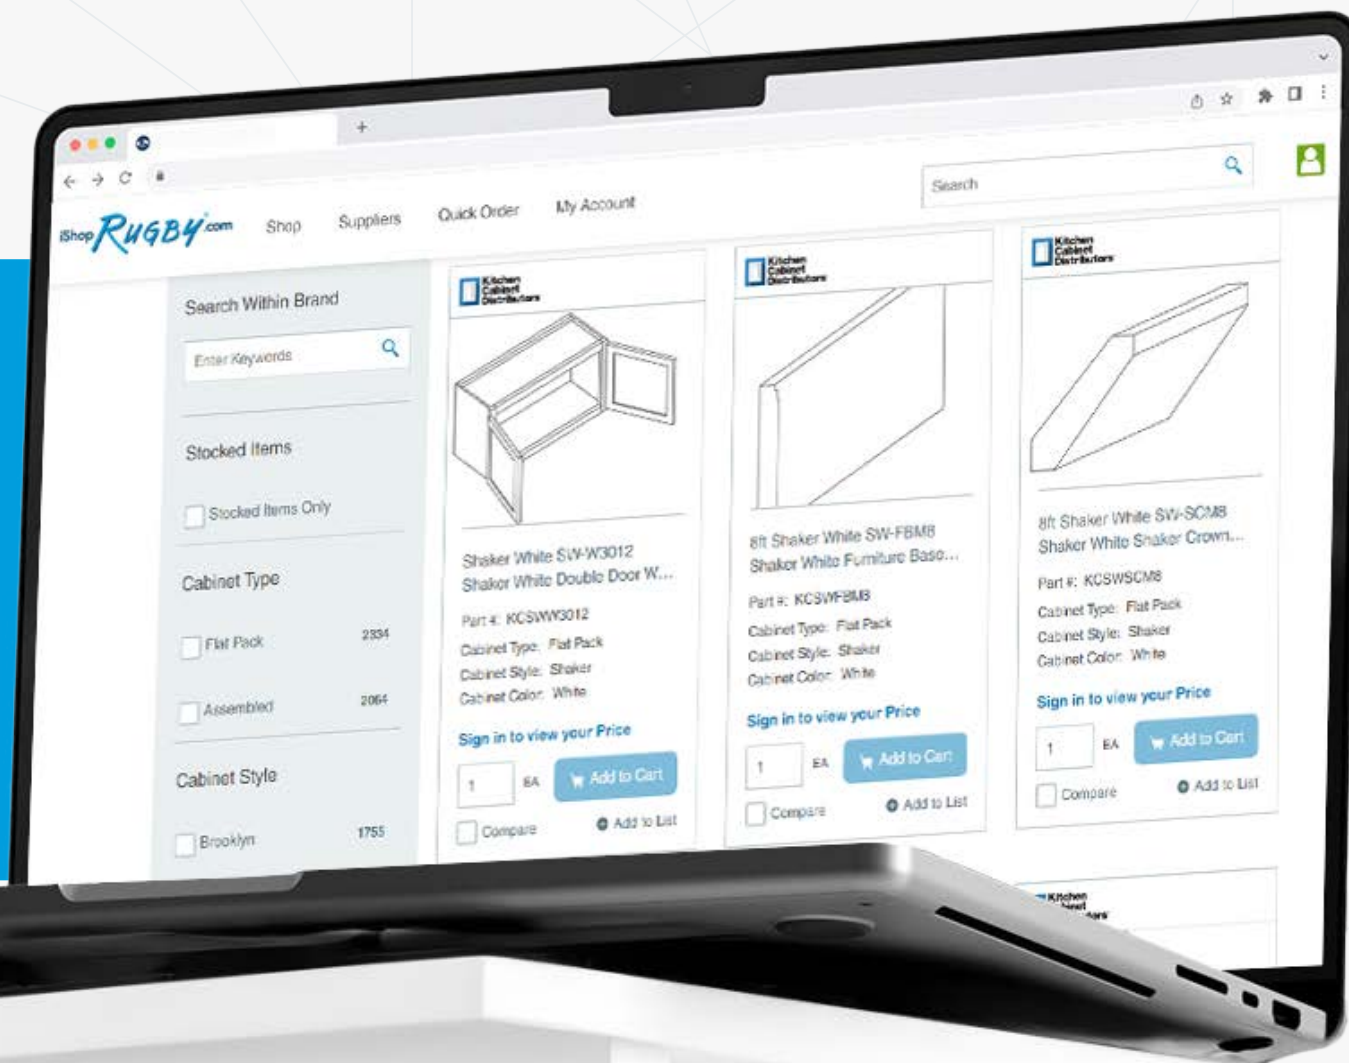 iShop RUGBY.com
Shop
Suppliers
Quick Order
My Account
Search
Search Within Brand
Enter Keywords
Stocked Items
Stocked Items Only
Cabinet Type
Flat Pack 2334
Assembled 2064
Cabinet Style
Brooklyn 1755
Kitchen
Cabinet
Distributors
Shaker White SW-W3012
Shaker White Double Door W...
Part #: KCSWW3012
Cabinet Type: Flat Pack
Cabinet Style: Shaker
Cabinet Color: White
Sign in to view your Price
1 EA Add to Cart
Compare Add to List
Kitchen
Cabinet
Distributors
8ft Shaker White SW-FBM8
Shaker White Furniture Base...
Part #: KCSWFBM8
Cabinet Type: Flat Pack
Cabinet Style: Shaker
Cabinet Color: White
Sign in to view your Price
1 EA Add to Cart
Compare Add to List
Kitchen
Cabinet
Distributors
8ft Shaker White SW-SCM8
Shaker White Shaker Crown...
Part #: KCSWSCM8
Cabinet Type: Flat Pack
Cabinet Style: Shaker
Cabinet Color: White
Sign in to view your Price
1 EA Add to Cart
Compare Add to List
Kitchen